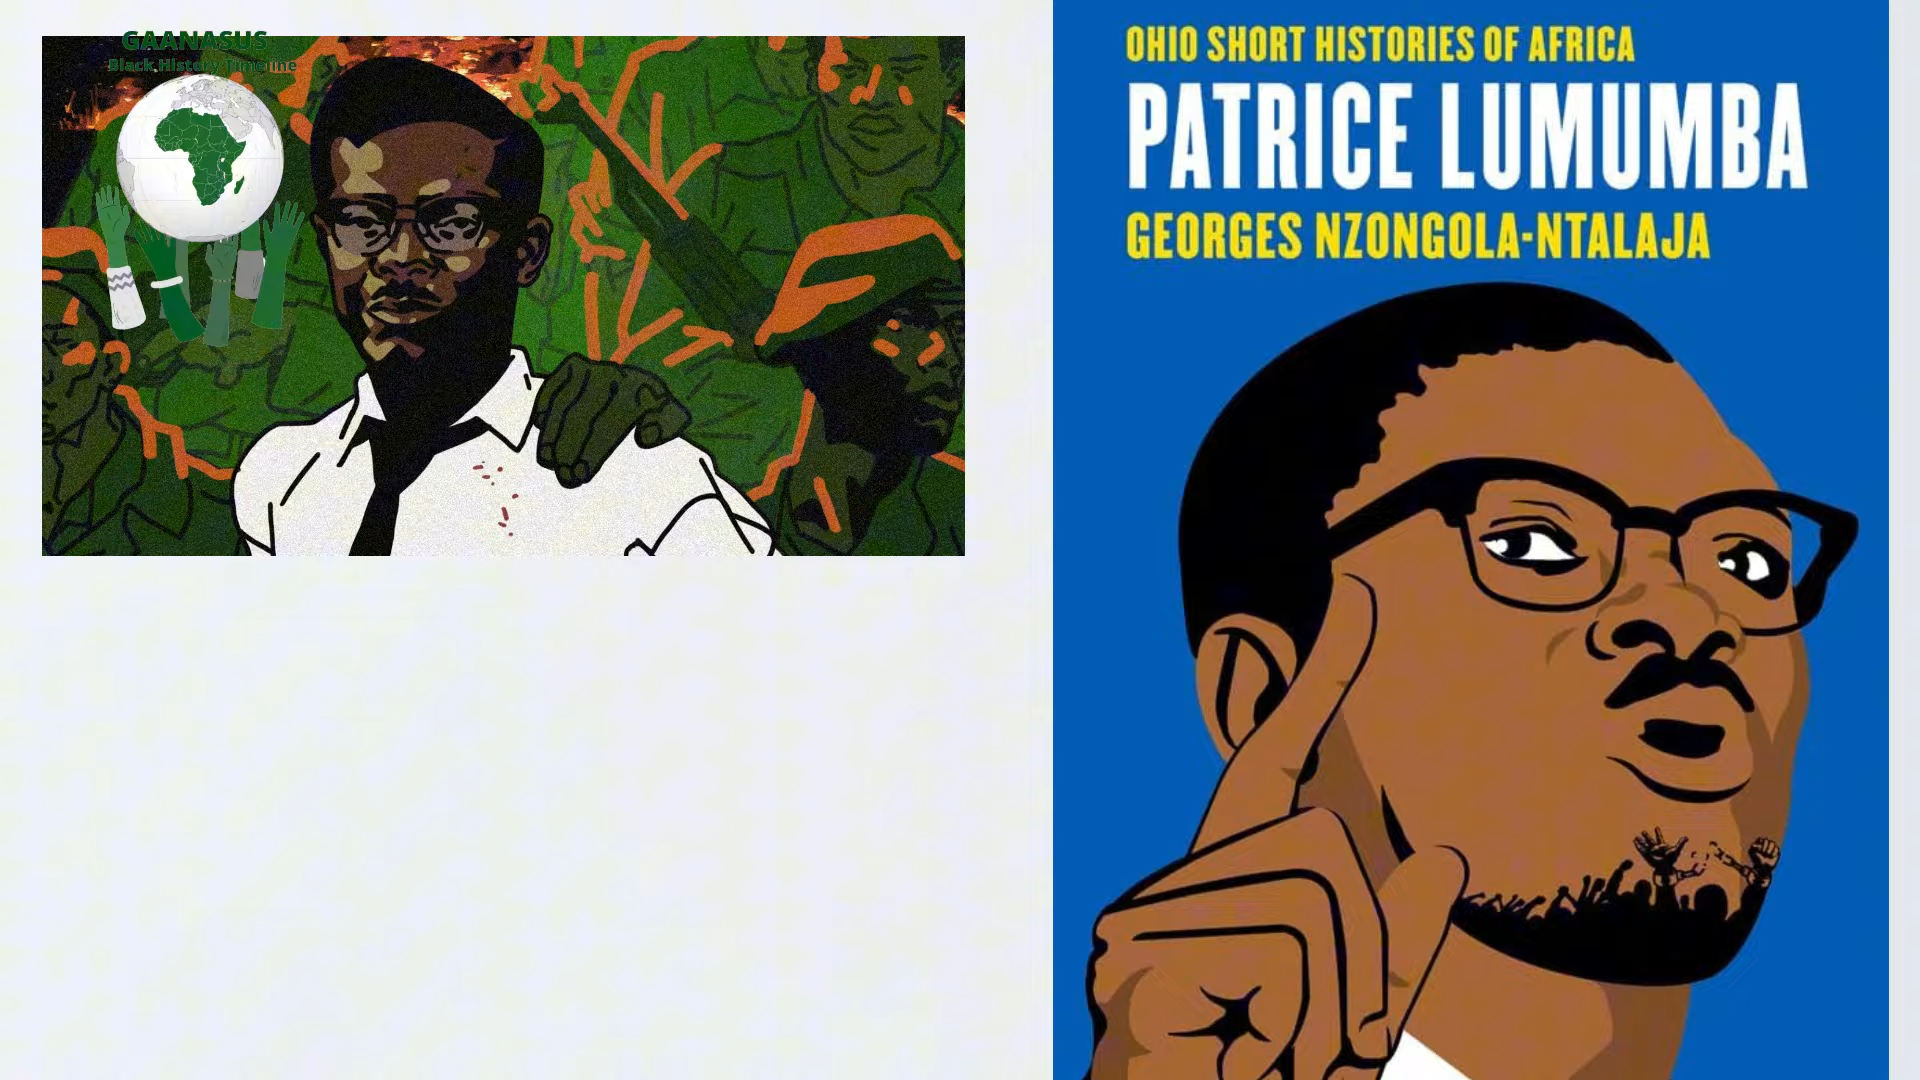 GAANASUS
Black History Timeline
OHIO SHORT HISTORIES OF AFRICA
PATRICE LUMUMBA
GEORGES NZONGOLA-NTALAJA